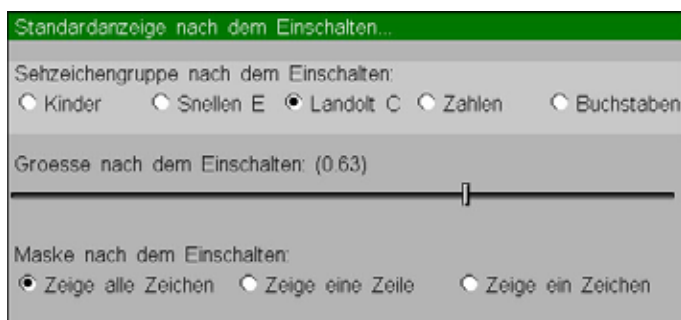 Standardanzeige nach dem Einschalten...
Sehzeichengruppe nach dem Einschalten:
Kinder Snellen E Landolt C Zahlen Buchstaben
Groesse nach dem Einschalten: (0.63)
Maske nach dem Einschalten:
Zeige alle Zeichen Zeige eine Zeile Zeige ein Zeichen